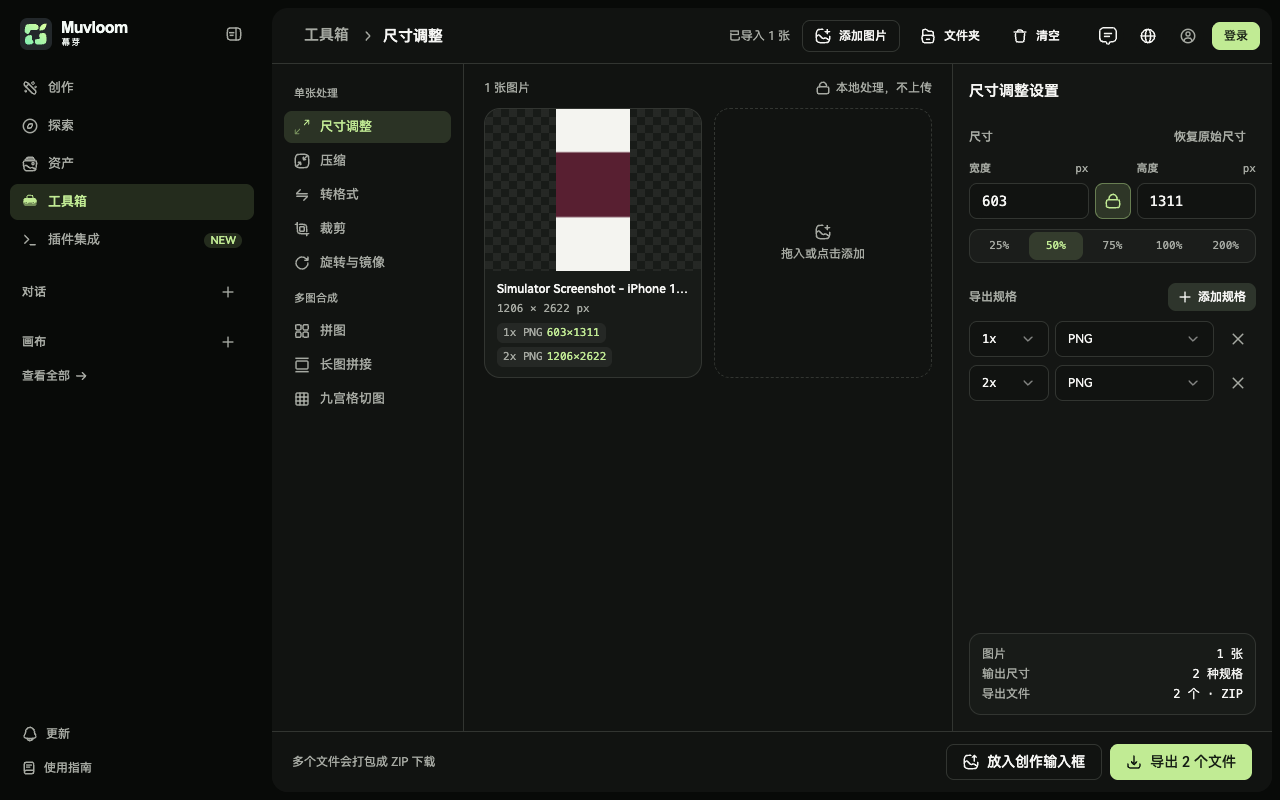 Muvloom
幕芽
创作
探索
资产
工具箱
插件集成 NEW
对话
画布
查看全部 →
更新
使用指南
工具箱 > 尺寸调整
已导入 1 张
添加图片
文件夹
清空
登录
单张处理
尺寸调整
压缩
转格式
裁剪
旋转与镜像
多图合成
拼图
长图拼接
九宫格切图
1 张图片
本地处理，不上传
Simulator Screenshot - iPhone 1...
1206 × 2622 px
1x PNG 603×1311
2x PNG 1206×2622
拖入或点击添加
尺寸调整设置
尺寸 恢复原始尺寸
宽度 px 高度 px
603 1311
25% 50% 75% 100% 200%
导出规格 添加规格
1x PNG
2x PNG
图片 1 张
输出尺寸 2 种规格
导出文件 2 个 · ZIP
多个文件会打包成 ZIP 下载
放入创作输入框
导出 2 个文件